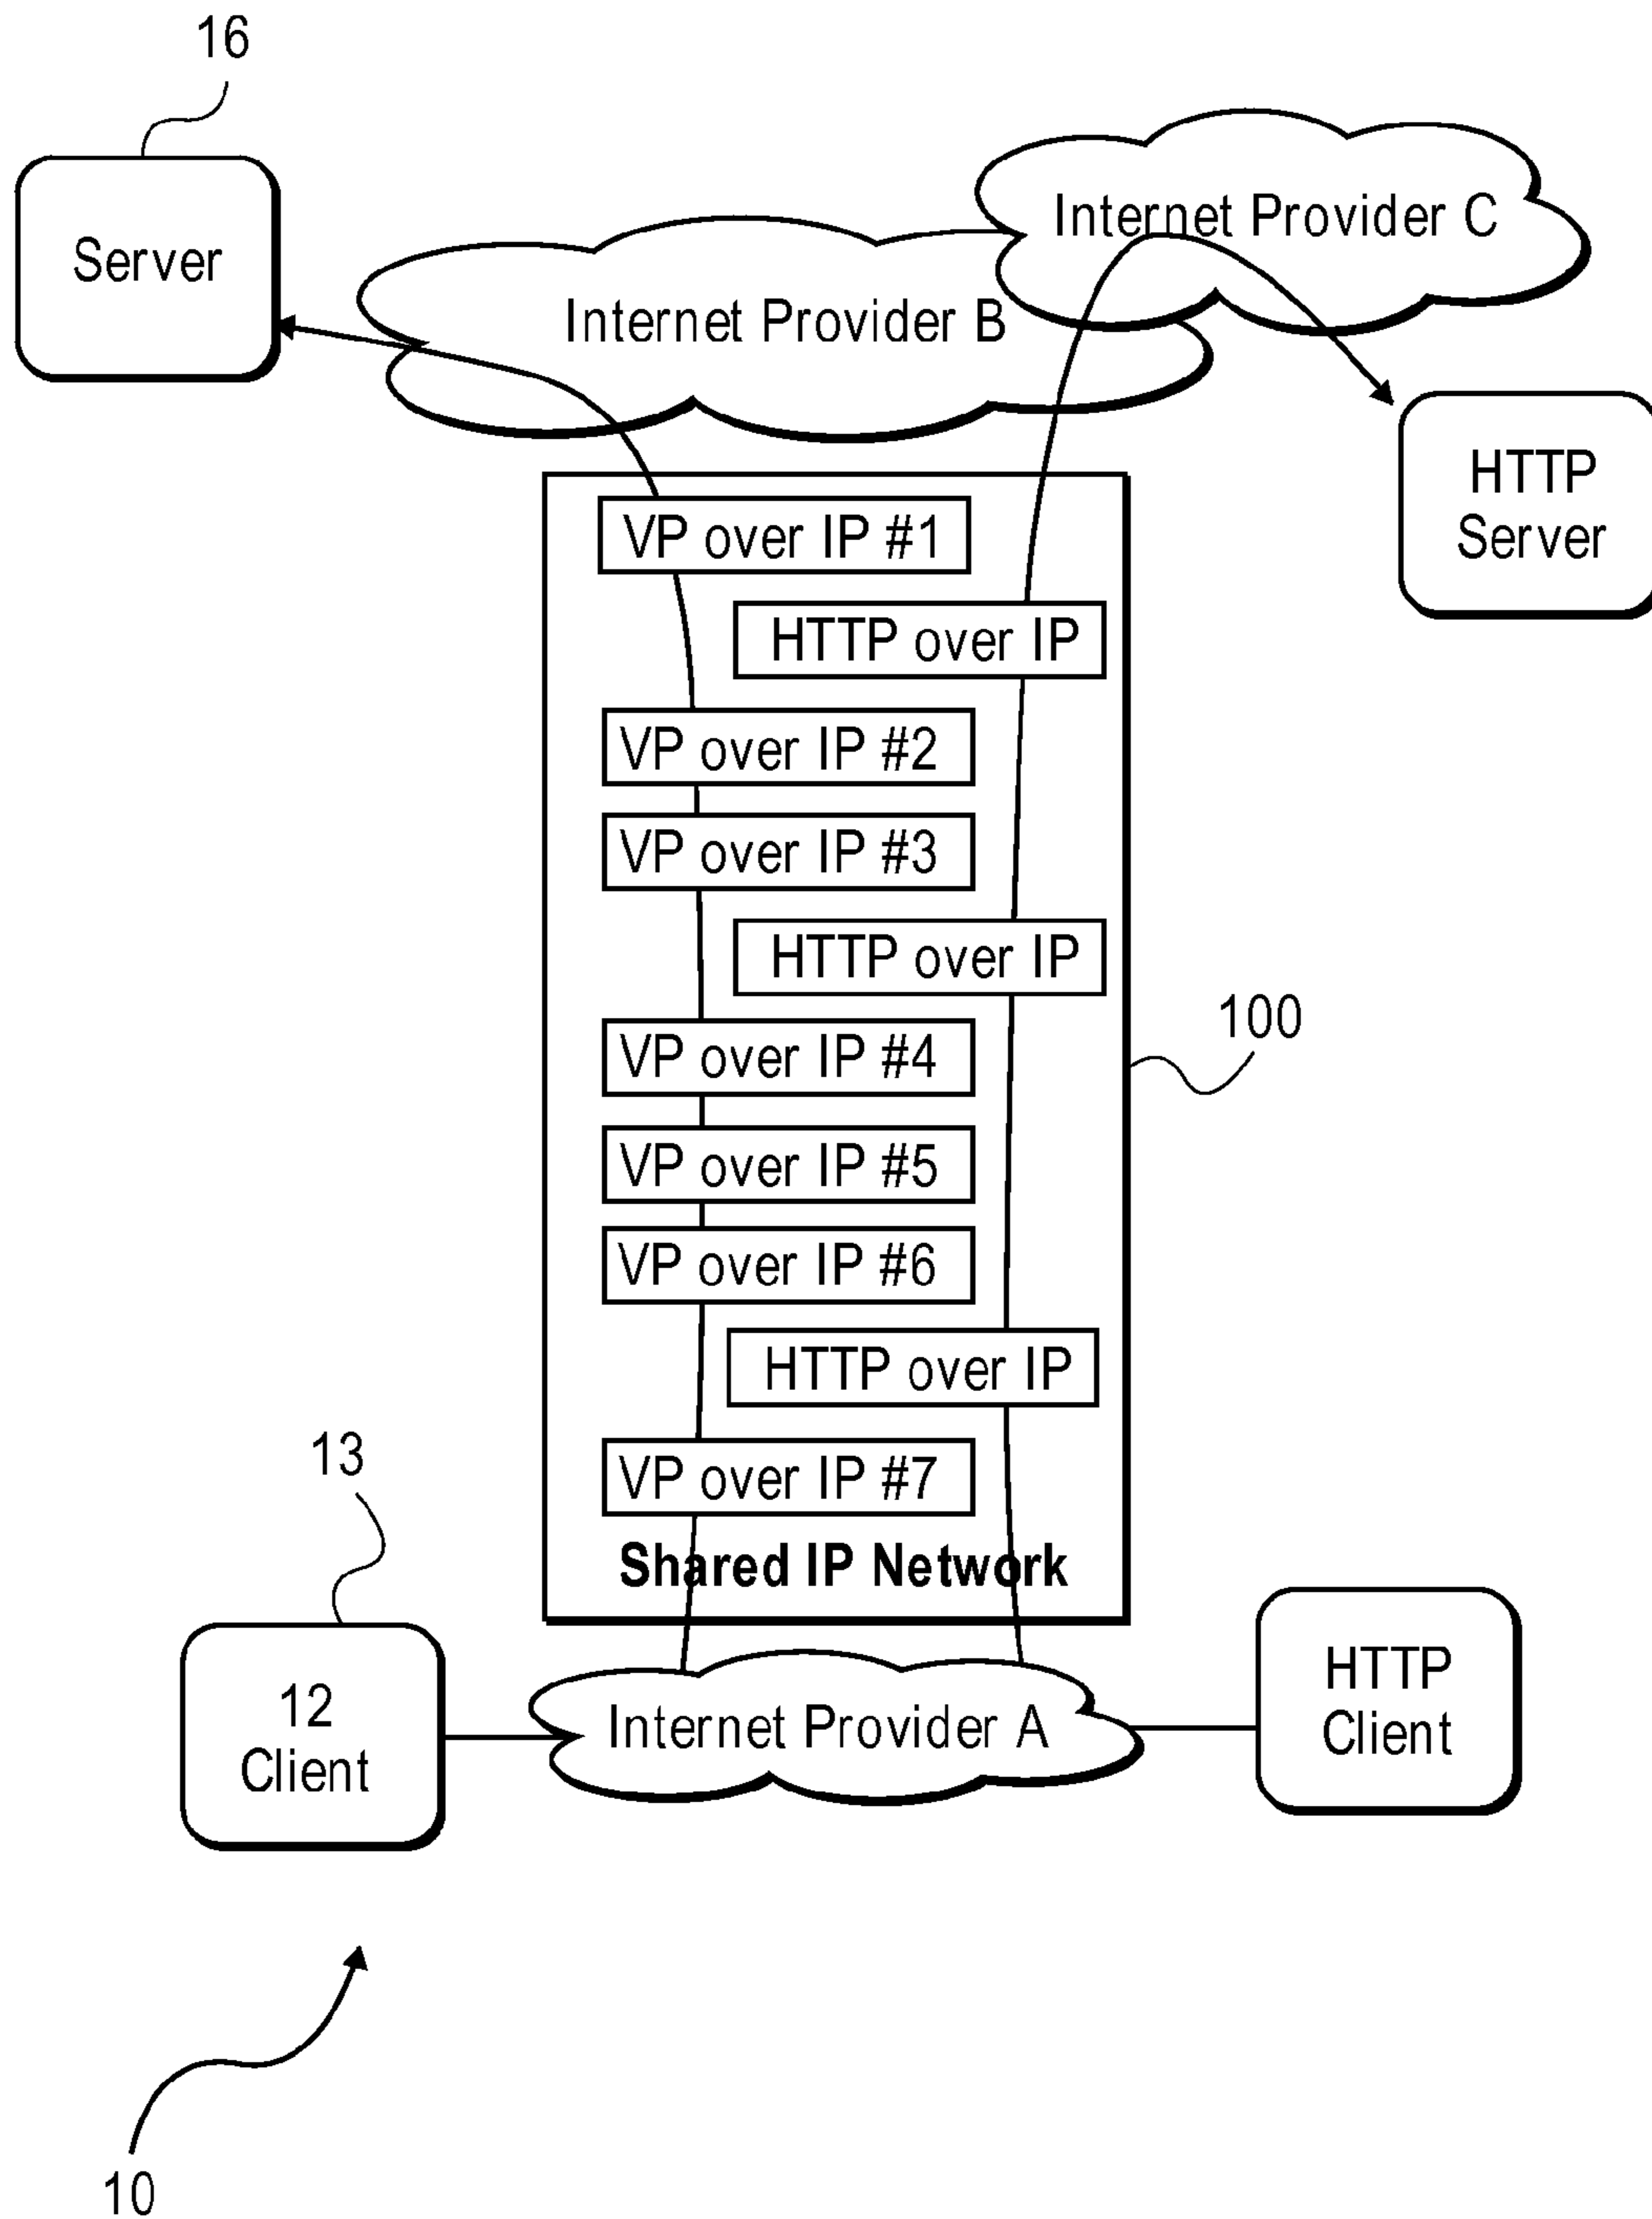 16
Server
Internet Provider C
Internet Provider B
HTTP
Server
VP over IP #1
HTTP over IP
VP over IP #2
VP over IP #3
HTTP over IP
100
VP over IP #4
VP over IP #5
VP over IP #6
HTTP over IP
13
VP over IP #7
Shared IP Network
12
Client
Internet Provider A
HTTP
Client
10